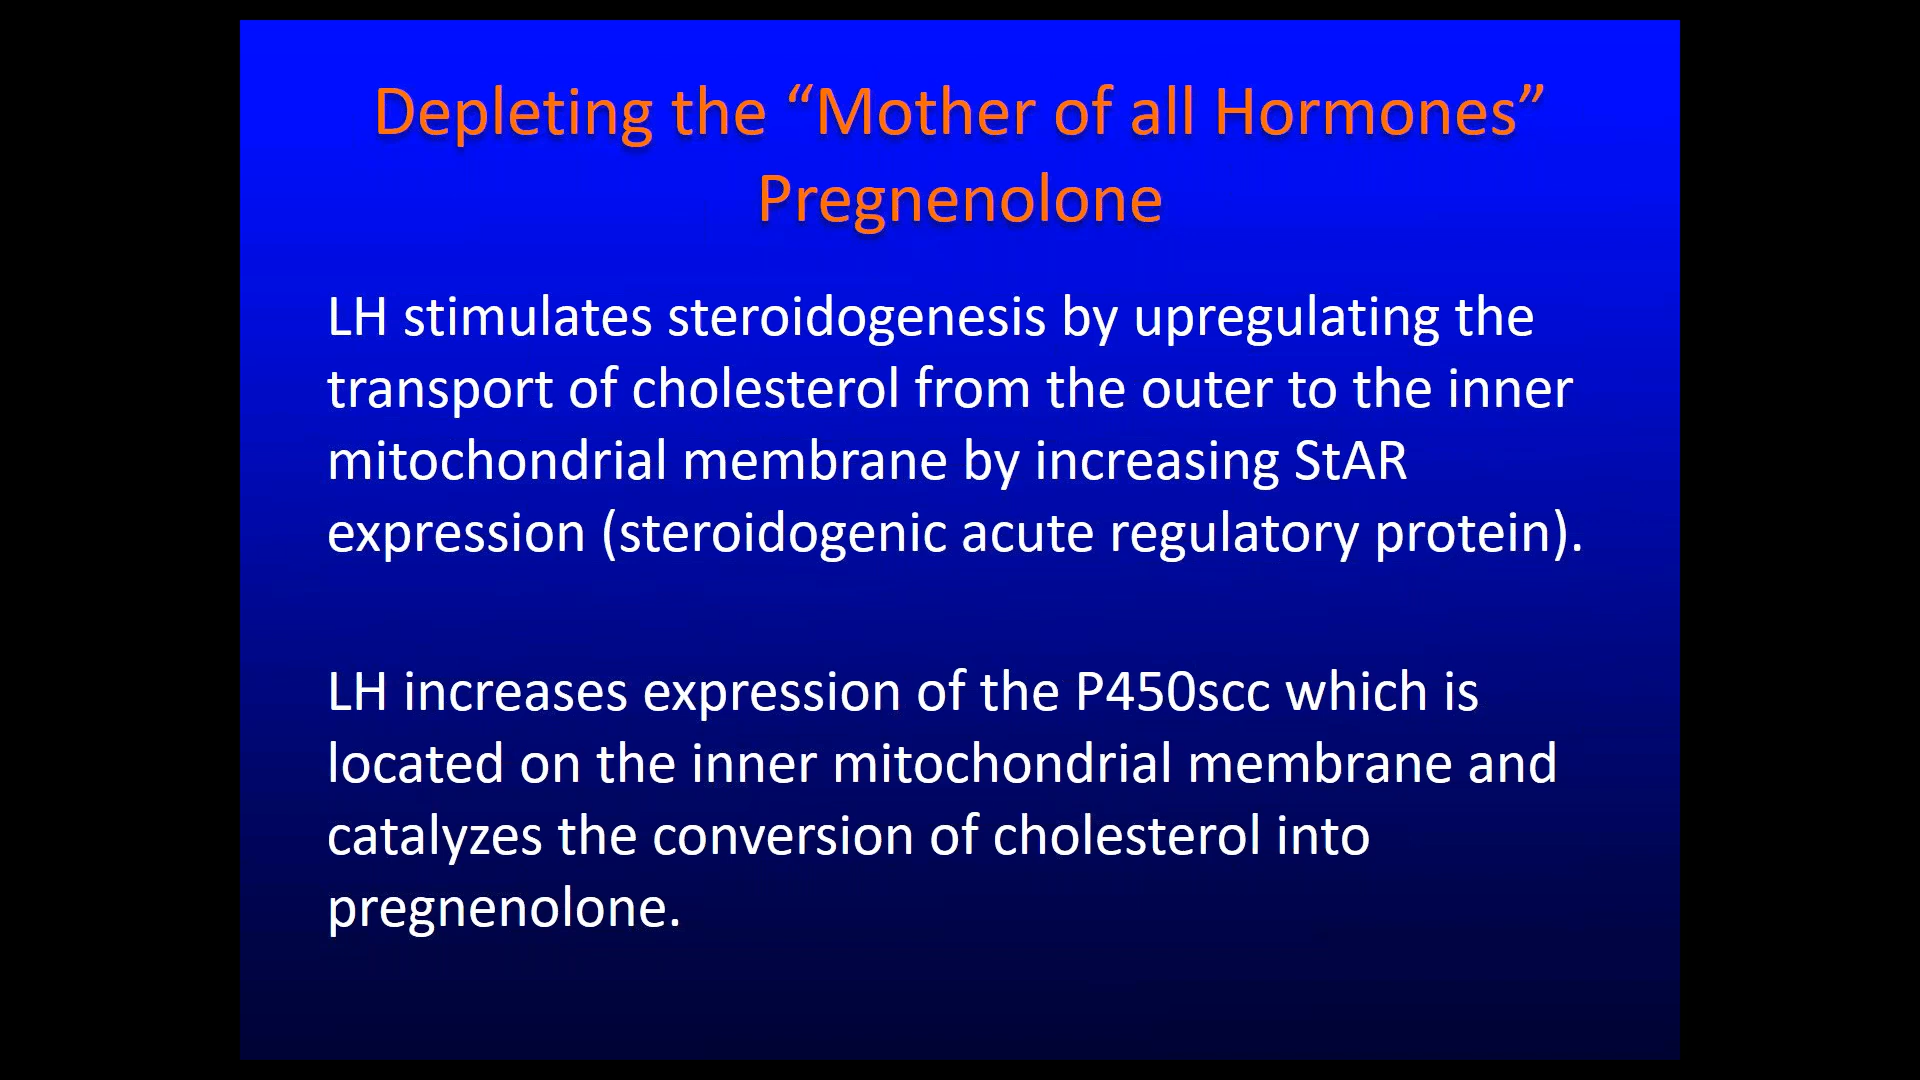 Depleting the “Mother of all Hormones”
Pregnenolone
LH stimulates steroidogenesis by upregulating the
transport of cholesterol from the outer to the inner
mitochondrial membrane by increasing StAR
expression (steroidogenic acute regulatory protein).
LH increases expression of the P450scc which is
located on the inner mitochondrial membrane and
catalyzes the conversion of cholesterol into
pregnenolone.